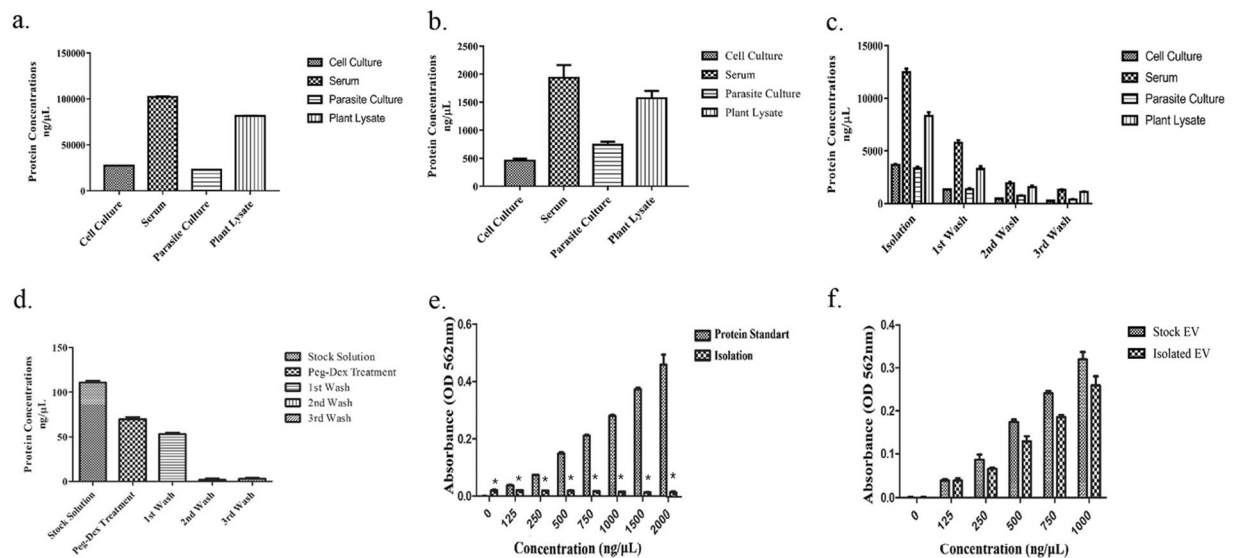 a.
Protein Concentrations
ng/µL
150000
100000
50000
0
Cell Culture
Serum
Parasite Culture
Plant Lysate
Cell Culture
Serum
Parasite Culture
Plant Lysate
b.
Protein Concentrations
ng/µL
2500
2000
1500
1000
500
0
Cell Culture
Serum
Parasite Culture
Plant Lysate
Cell Culture
Serum
Parasite Culture
Plant Lysate
c.
Protein Concentrations
ng/µL
15000
10000
5000
0
Isolation
1st Wash
2nd Wash
3rd Wash
Cell Culture
Serum
Parasite Culture
Plant Lysate
d.
Protein Concentrations
ng/µL
150
100
50
0
Stock Solution
Peg-Dex Treatment
1st Wash
2nd Wash
3rd Wash
Stock Solution
Peg-Dex Treatment
1st Wash
2nd Wash
3rd Wash
e.
Absorbance (OD 562nm)
0.6
0.4
0.2
0.0
* * * * * * * *
0
125
250
500
750
1000
1500
2000
Concentration (ng/µL)
Protein Standart
Isolation
f.
Absorbance (OD 562nm)
0.4
0.3
0.2
0.1
0.0
0
125
250
500
750
1000
Concentration (ng/µL)
Stock EV
Isolated EV